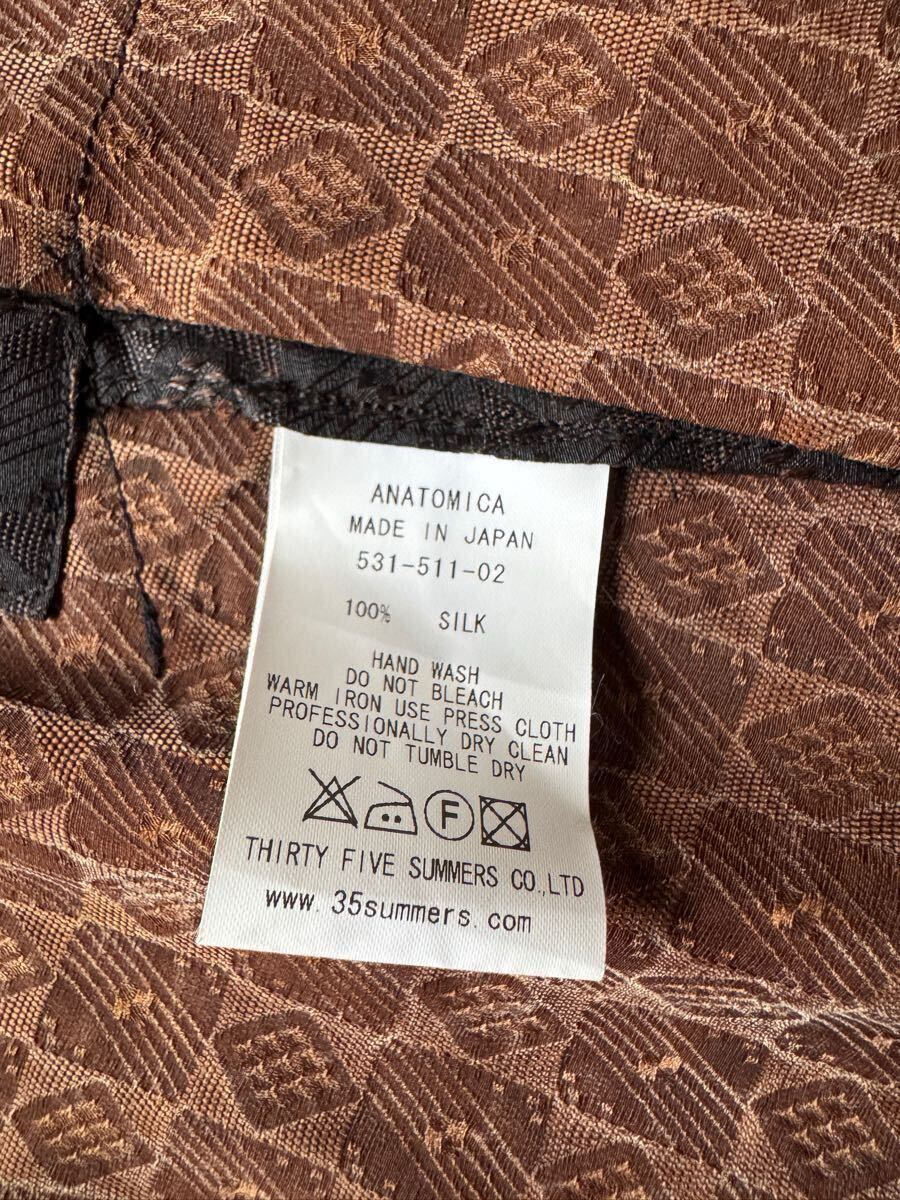 ANATOMICA
MADE IN JAPAN
531-511-02
100% SILK
HAND WASH
DO NOT BLEACH
WARM IRON USE PRESS CLOTH
PROFESSIONALLY DRY CLEAN
DO NOT TUMBLE DRY
F
THIRTY FIVE SUMMERS CO.,LTD
www.35summers.com